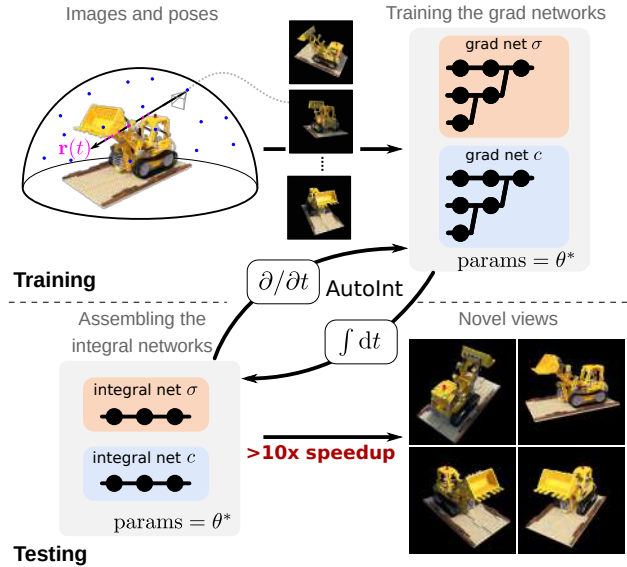 Images and poses
Training the grad networks
grad net σ
r(t)
grad net c
params = θ*
Training
∂/∂t
AutoInt
∫ dt
Assembling the
integral networks
Novel views
integral net σ
>10x speedup
integral net c
params = θ*
Testing